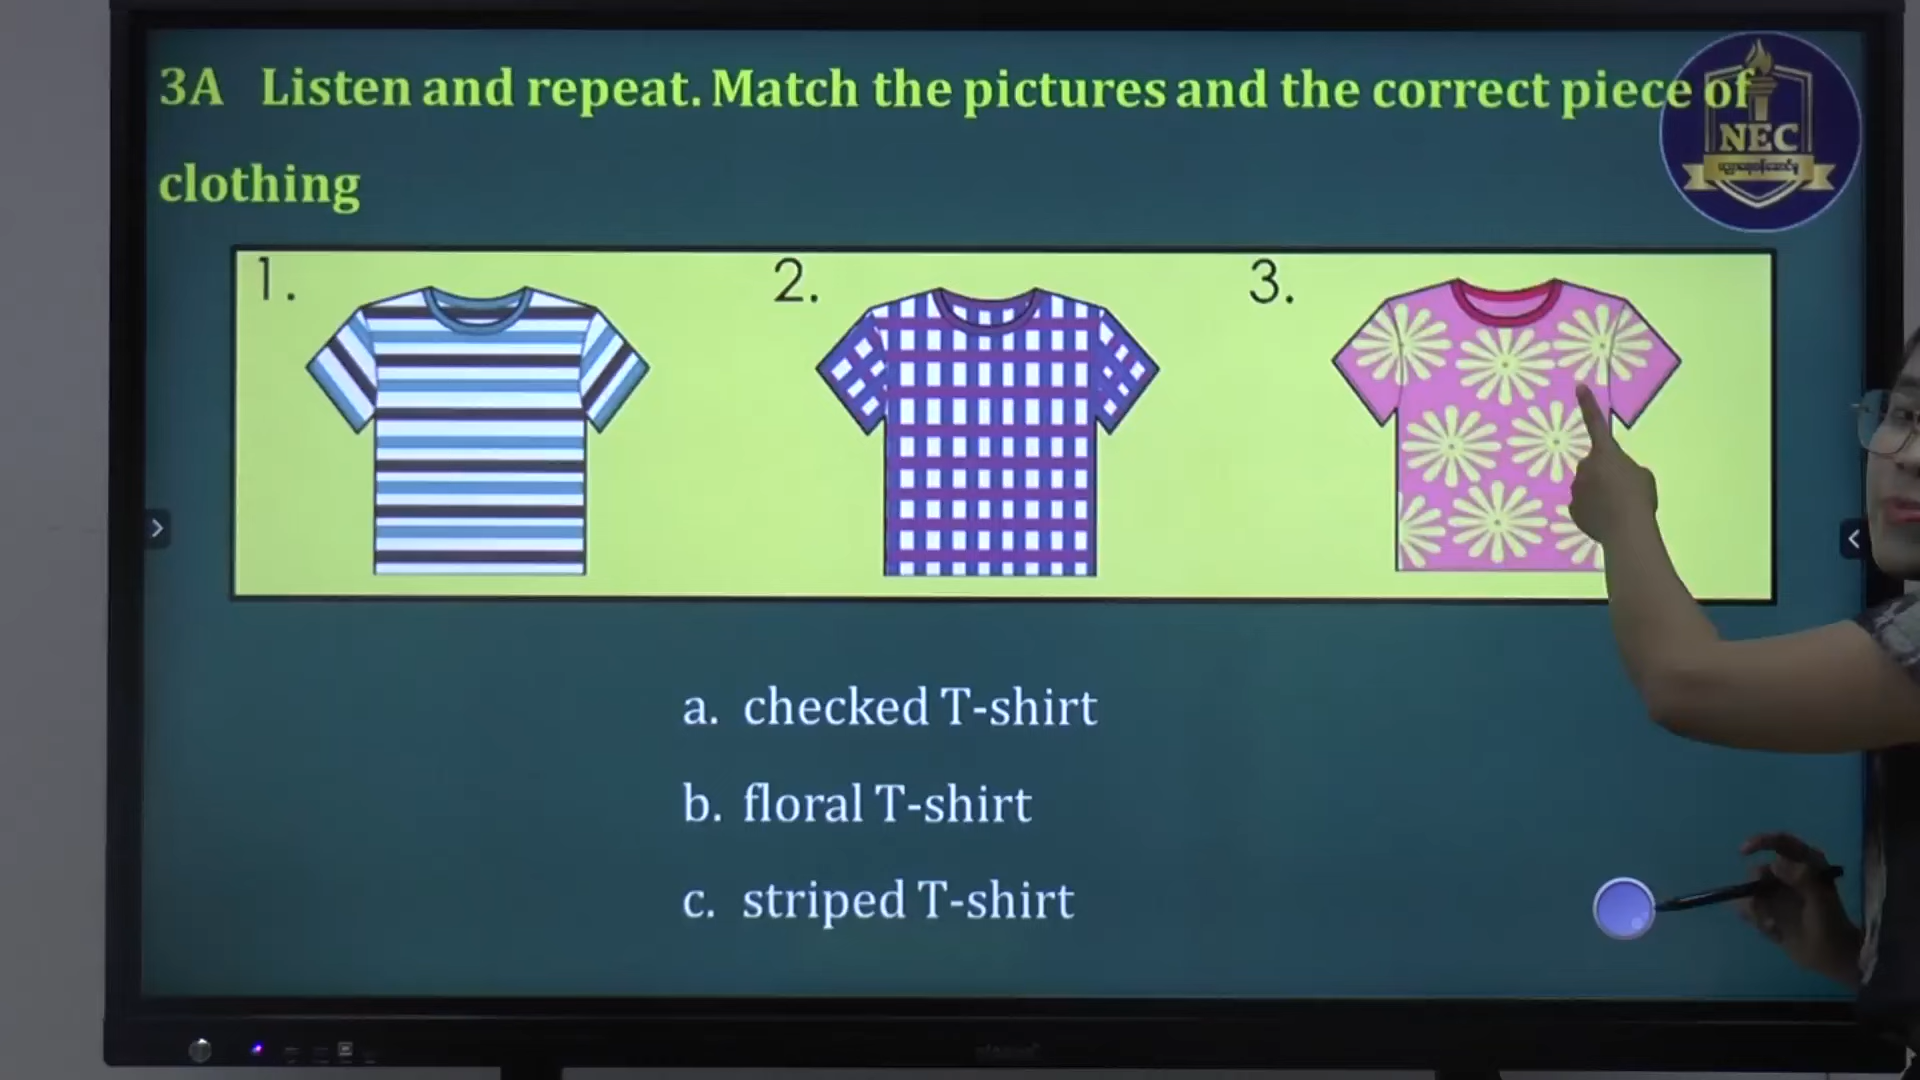 3A Listen and repeat. Match the pictures and the correct piece of
clothing
NEC
1.
2.
3.
a. checked T-shirt
b. floral T-shirt
c. striped T-shirt